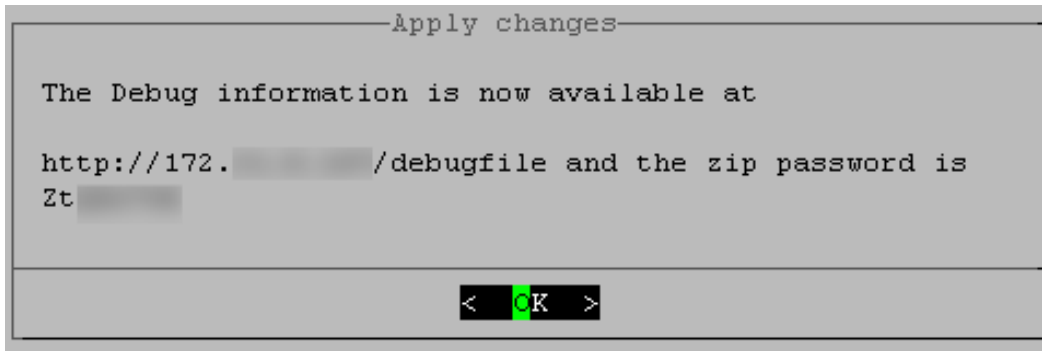 Apply changes
The Debug information is now available at
http://172. /debugfile and the zip password is
Zt
< OK >